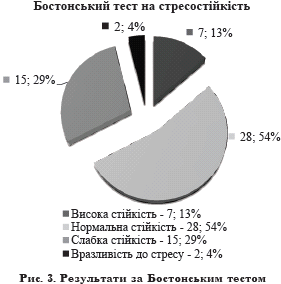 Бостонський тест на стресостійкість
2; 4%
7; 13%
15; 29%
28; 54%
Висока стійкість - 7; 13%
Нормальна стійкість - 28; 54%
Слабка стійкість - 15; 29%
Вразливість до стресу - 2; 4%
Рис. 3. Результати за Бостонським тестом